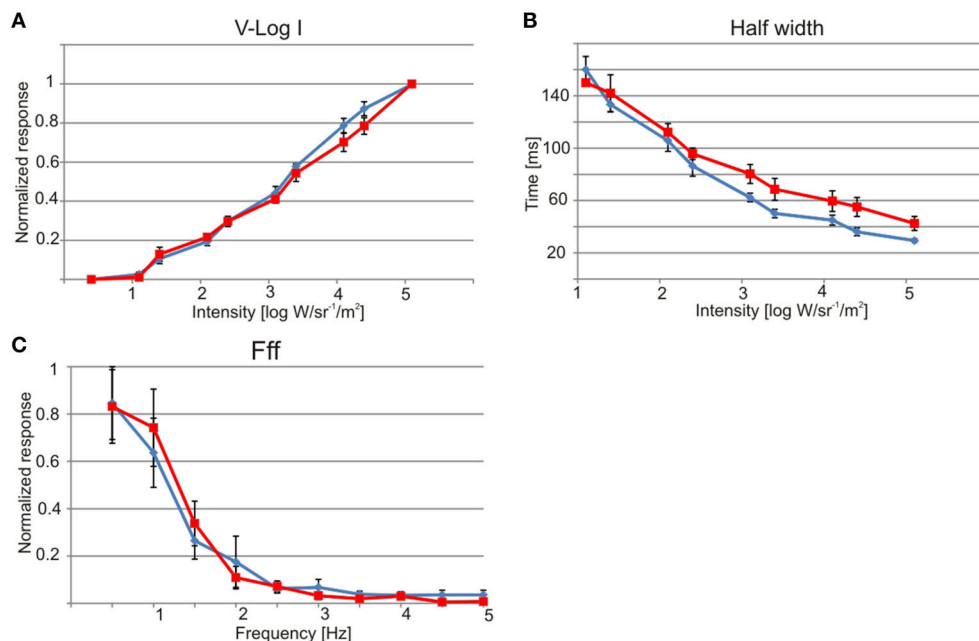 A
V-Log I
Normalized response
1
0.8
0.6
0.4
0.2
1 2 3 4 5
Intensity [log W/sr⁻¹/m²]
B
Half width
Time [ms]
140
100
60
20
1 2 3 4 5
Intensity [log W/sr⁻¹/m²]
C
Fff
Normalized response
1
0.8
0.6
0.4
0.2
1 2 3 4 5
Frequency [Hz]